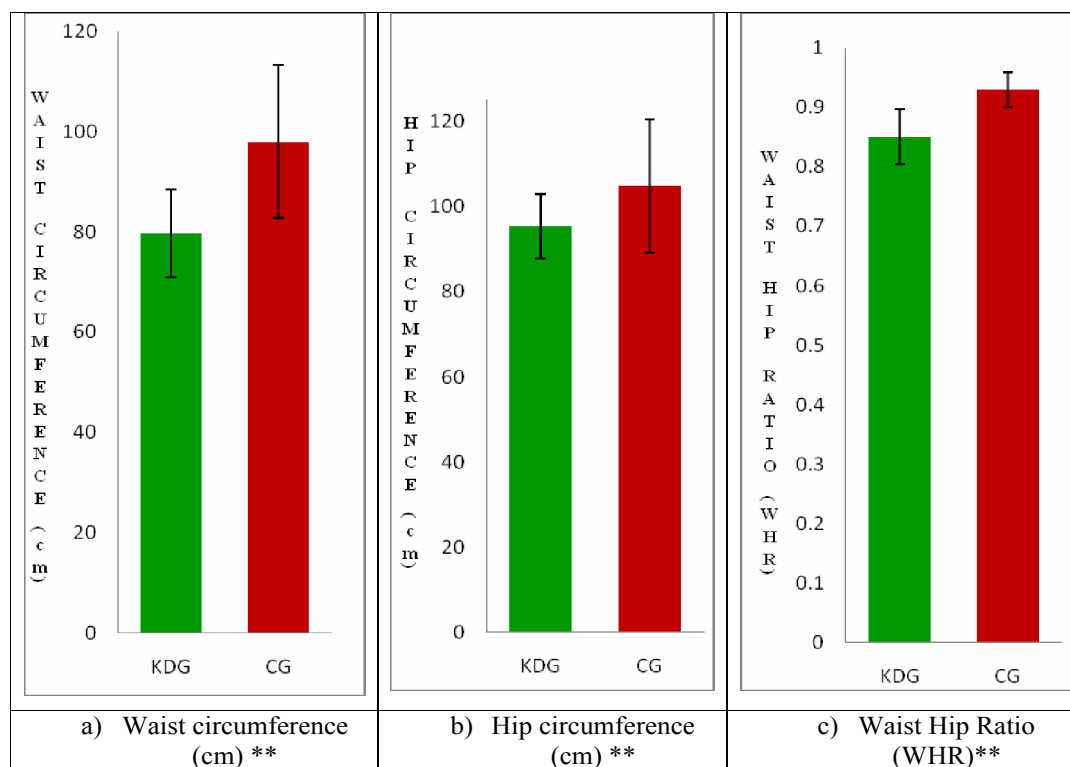 WAIST CIRCUMFERENCE (cm)
120
100
80
60
40
20
0
KDG CG
HIP CIRCUMFERENCE (cm)
120
100
80
60
40
20
0
KDG CG
WAIST HIP RATIO (WHR)
1
0.9
0.8
0.7
0.6
0.5
0.4
0.3
0.2
0.1
0
KDG CG
a) Waist circumference
(cm) **
b) Hip circumference
(cm) **
c) Waist Hip Ratio
(WHR)**